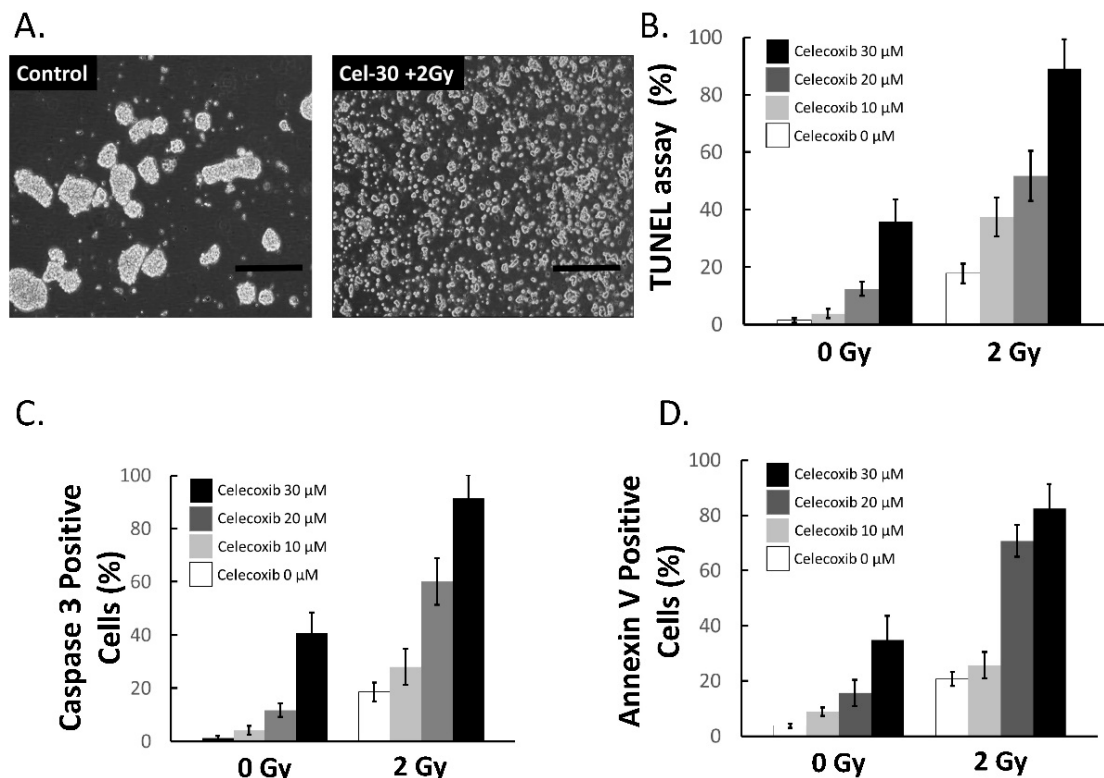 A.
Control
Cel-30 +2Gy
B.
TUNEL assay (%)
100
80
60
40
20
0
Celecoxib 30 µM
Celecoxib 20 µM
Celecoxib 10 µM
Celecoxib 0 µM
0 Gy
2 Gy
C.
Caspase 3 Positive
Cells (%)
100
80
60
40
20
0
Celecoxib 30 µM
Celecoxib 20 µM
Celecoxib 10 µM
Celecoxib 0 µM
0 Gy
2 Gy
D.
Annexin V Positive
Cells (%)
100
80
60
40
20
0
Celecoxib 30 µM
Celecoxib 20 µM
Celecoxib 10 µM
Celecoxib 0 µM
0 Gy
2 Gy